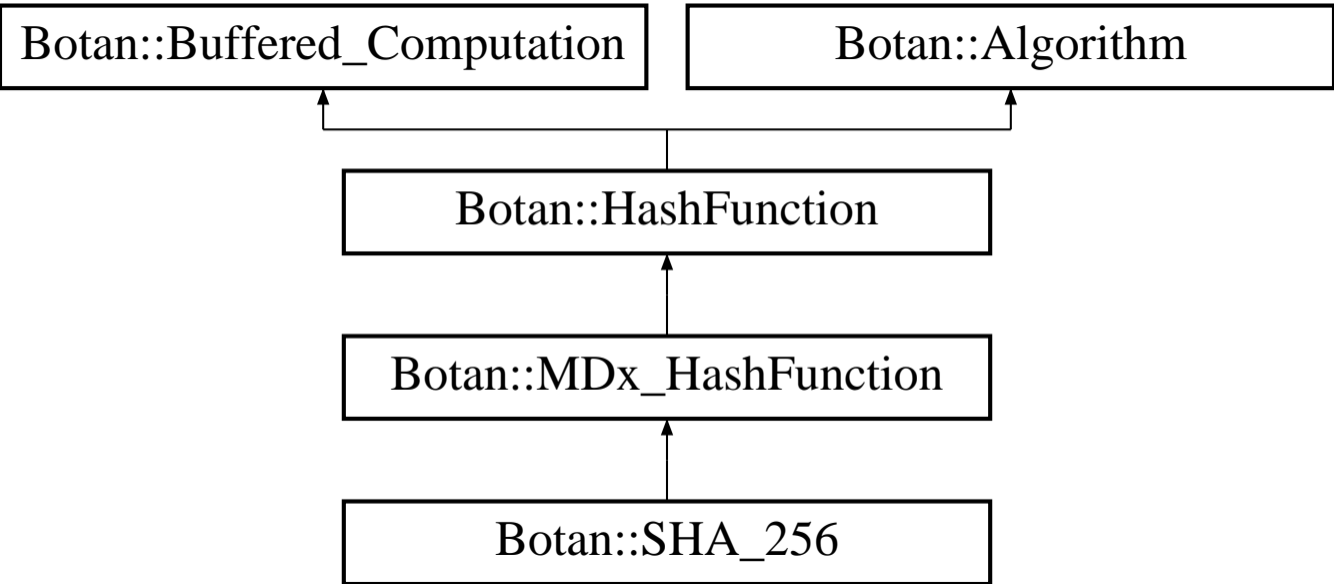 Botan::Buffered_Computation
Botan::Algorithm
Botan::HashFunction
Botan::MDx_HashFunction
Botan::SHA_256